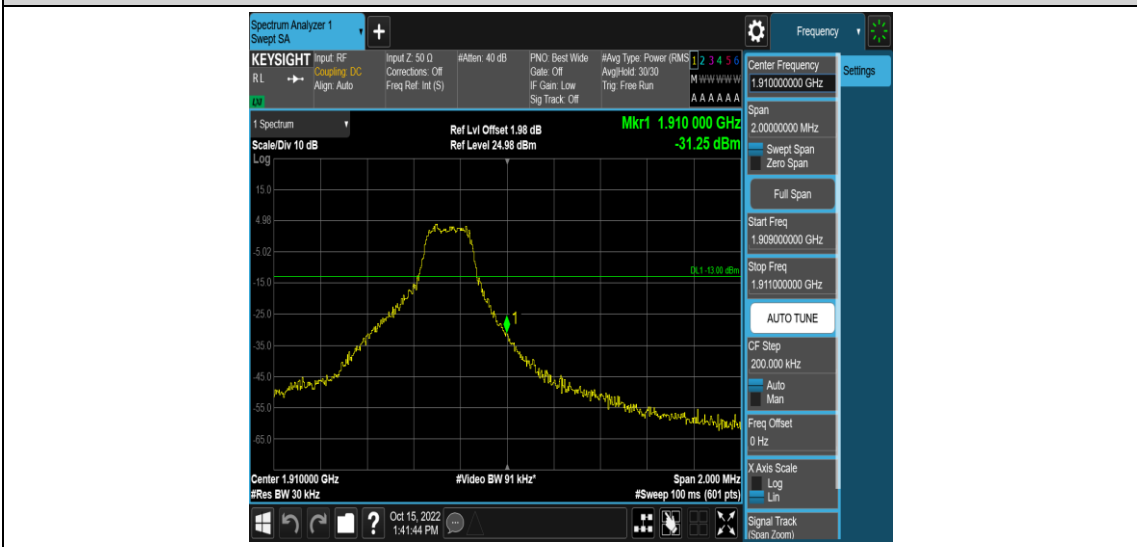 Spectrum Analyzer 1
Swept SA
+
Frequency
KEYSIGHT
RL
LXI
Input: RF
Coupling: DC
Align: Auto
Input Z: 50 Ω
Corrections: Off
Freq Ref: Int (S)
#Atten: 40 dB
PNO: Best Wide
Gate: Off
IF Gain: Low
Sig Track: Off
#Avg Type: Power (RMS
Avg|Hold: 30/30
Trig: Free Run
1 2 3 4 5 6
M W W W W W
A A A A A A
1 Spectrum
Scale/Div 10 dB
Log
Ref Lvl Offset 1.98 dB
Ref Level 24.98 dBm
Mkr1 1.910 000 GHz
-31.25 dBm
15.0
4.98
-5.02
-15.0
-25.0
-35.0
-45.0
-55.0
-65.0
DL1 -13.00 dBm
1
Center 1.910000 GHz
#Res BW 30 kHz
#Video BW 91 kHz*
Span 2.000 MHz
#Sweep 100 ms (601 pts)
Center Frequency
1.910000000 GHz
Settings
Span
2.00000000 MHz
Swept Span
Zero Span
Full Span
Start Freq
1.909000000 GHz
Stop Freq
1.911000000 GHz
AUTO TUNE
CF Step
200.000 kHz
Auto
Man
Freq Offset
0 Hz
X Axis Scale
Log
Lin
Signal Track
(Span Zoom)
?
Oct 15, 2022
1:41:44 PM